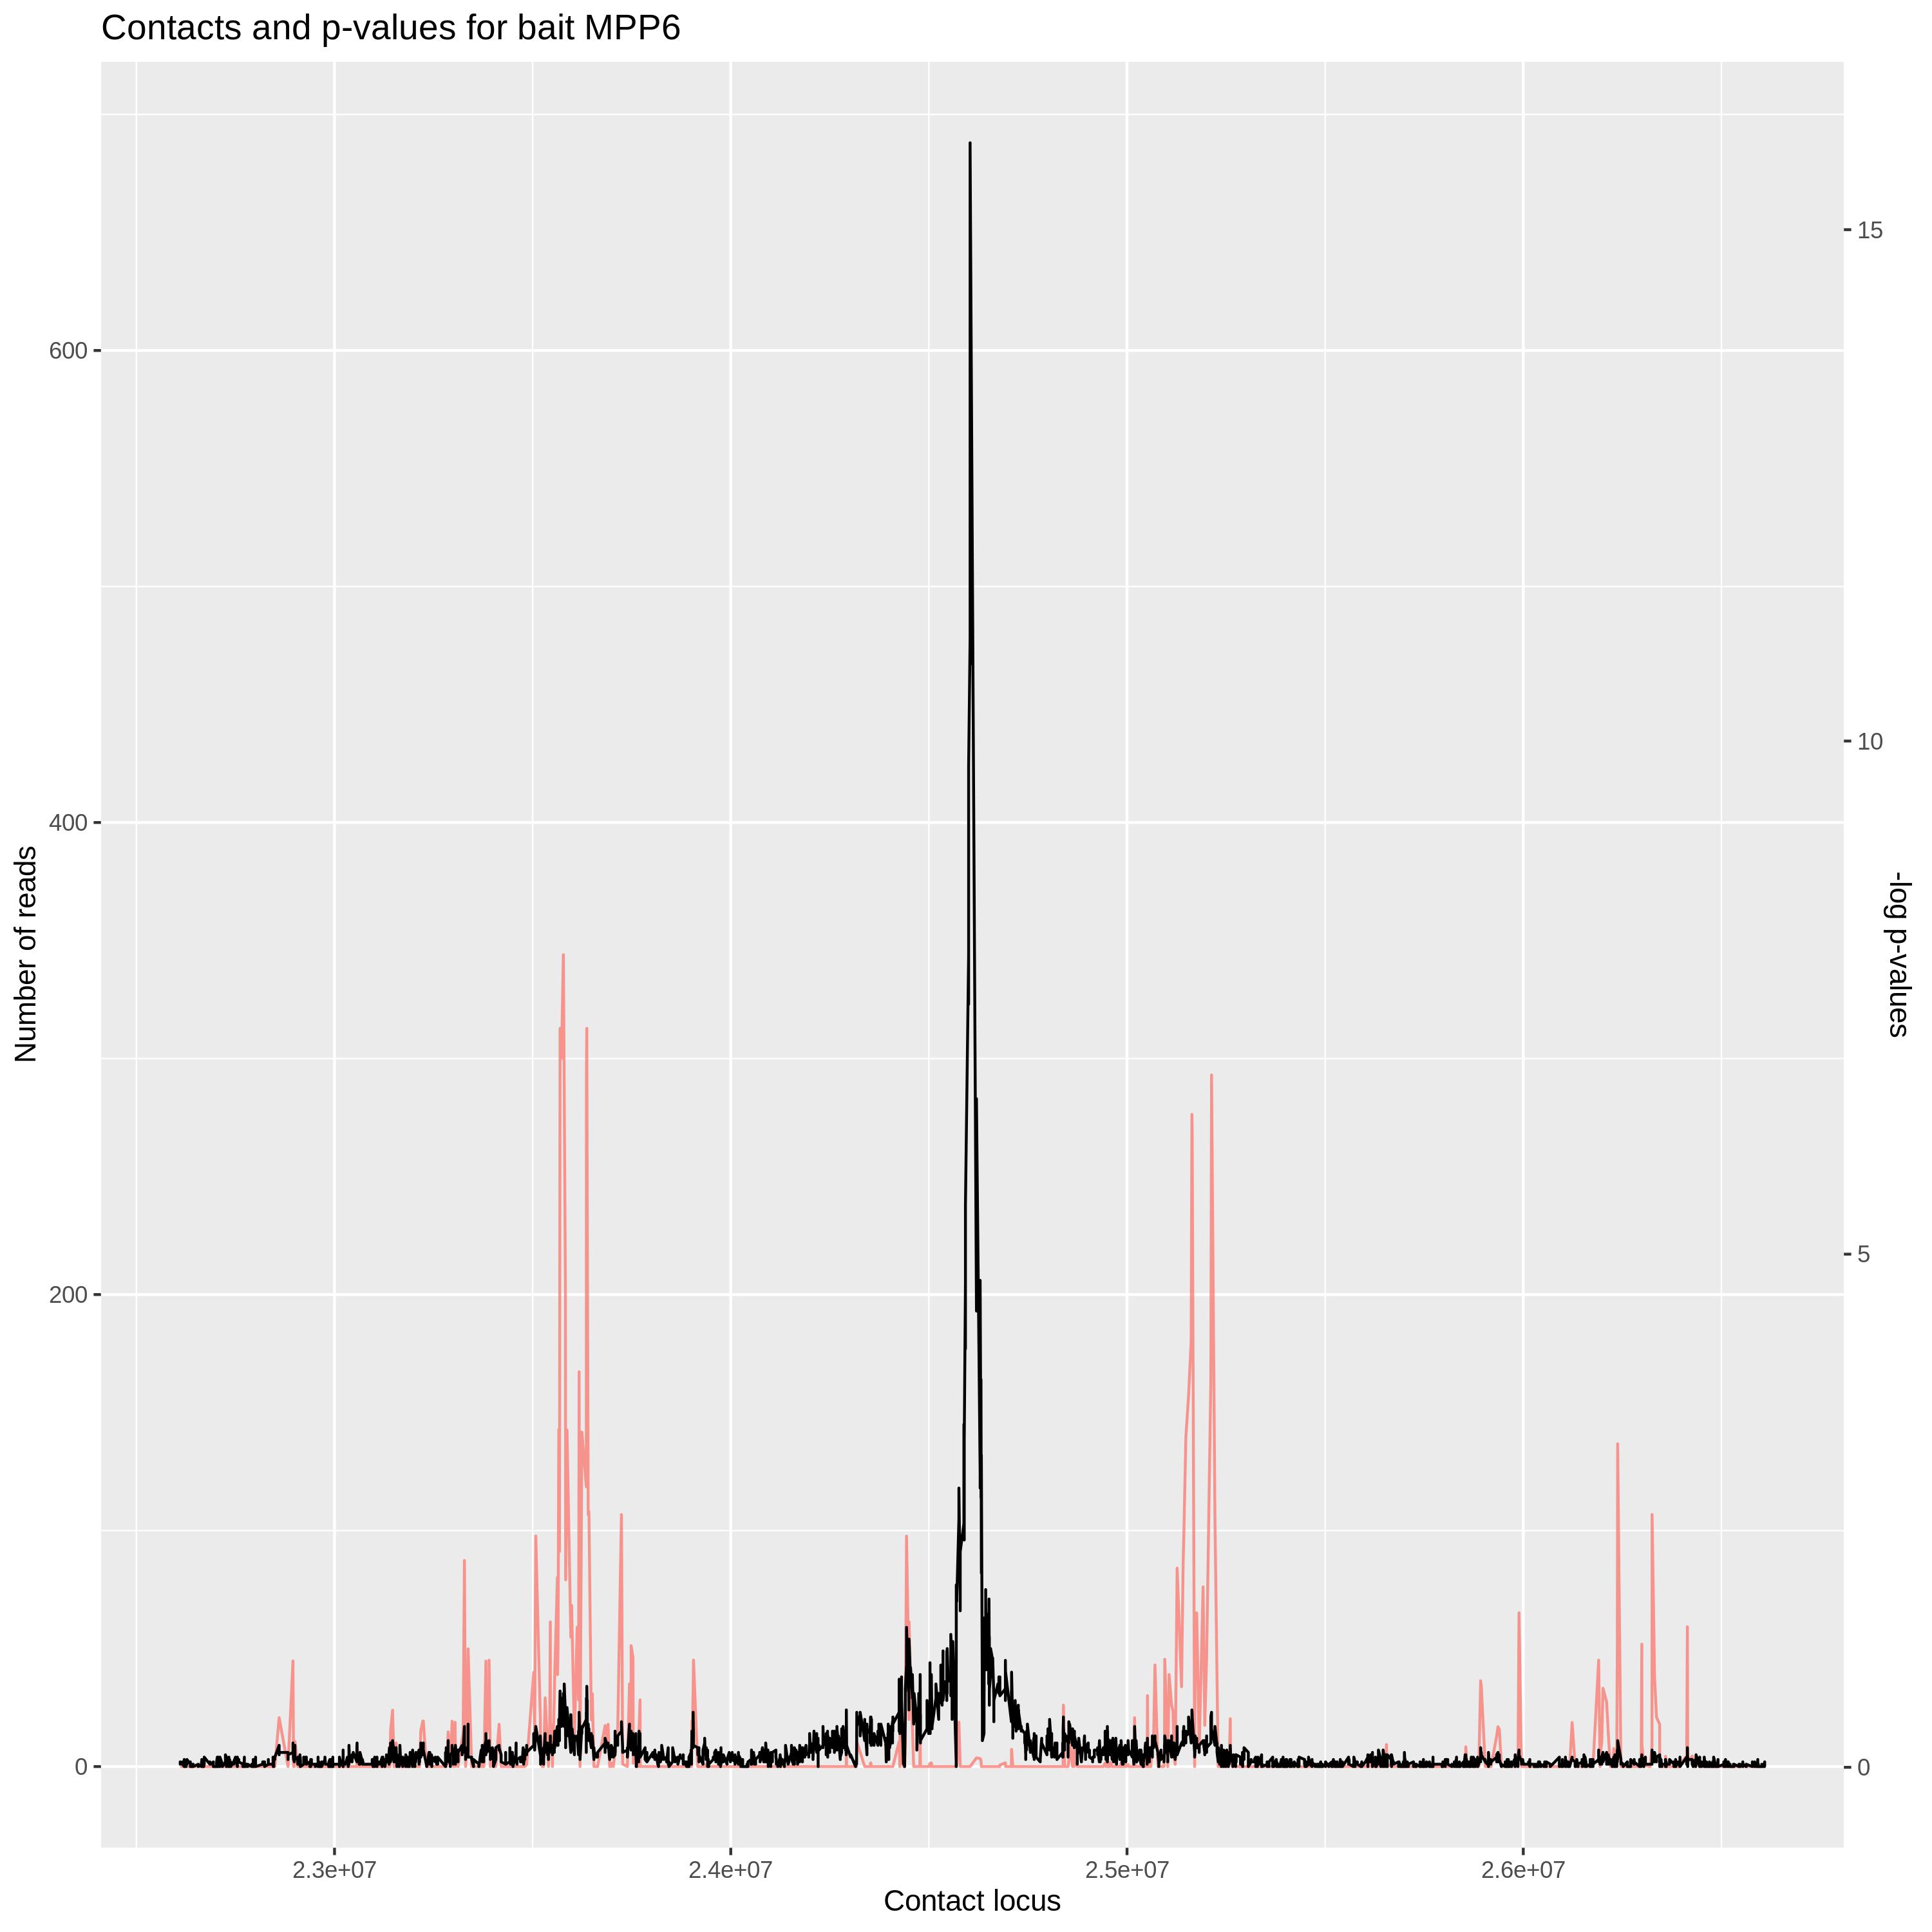 Contacts and p-values for bait MPP6
Number of reads
600
400
200
0
15
10
5
0
-log p-values
2.3e+07
2.4e+07
2.5e+07
2.6e+07
Contact locus